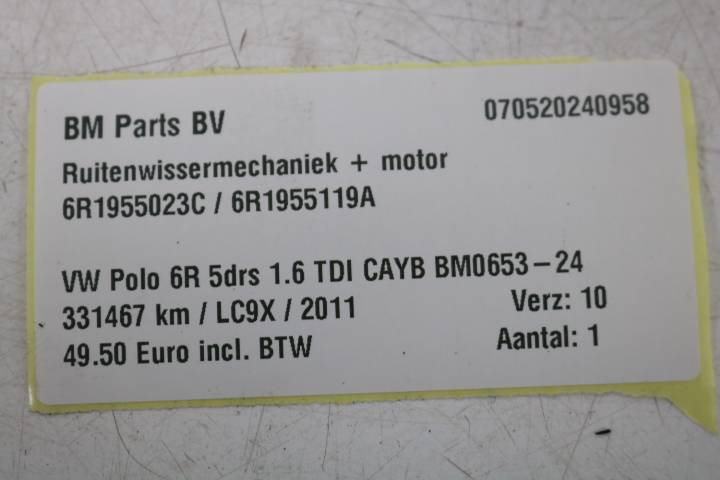 BM Parts BV 070520240958
Ruitenwissermechaniek + motor
6R1955023C / 6R1955119A
VW Polo 6R 5drs 1.6 TDI CAYB BM0653-24
331467 km / LC9X / 2011 Verz: 10
49.50 Euro incl. BTW Aantal: 1